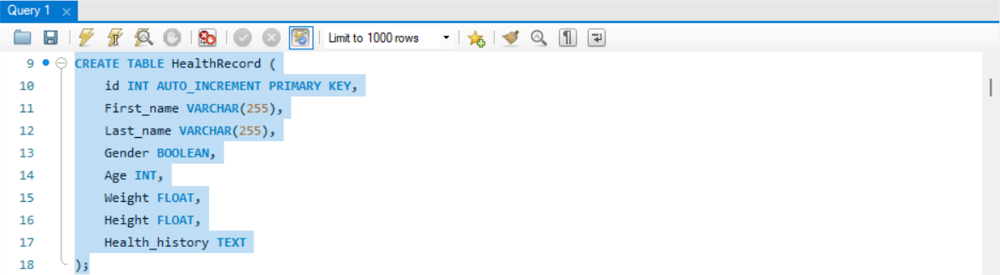 Query 1
Limit to 1000 rows
9 CREATE TABLE HealthRecord (
10 id INT AUTO_INCREMENT PRIMARY KEY,
11 First_name VARCHAR(255),
12 Last_name VARCHAR(255),
13 Gender BOOLEAN,
14 Age INT,
15 Weight FLOAT,
16 Height FLOAT,
17 Health_history TEXT
18 );